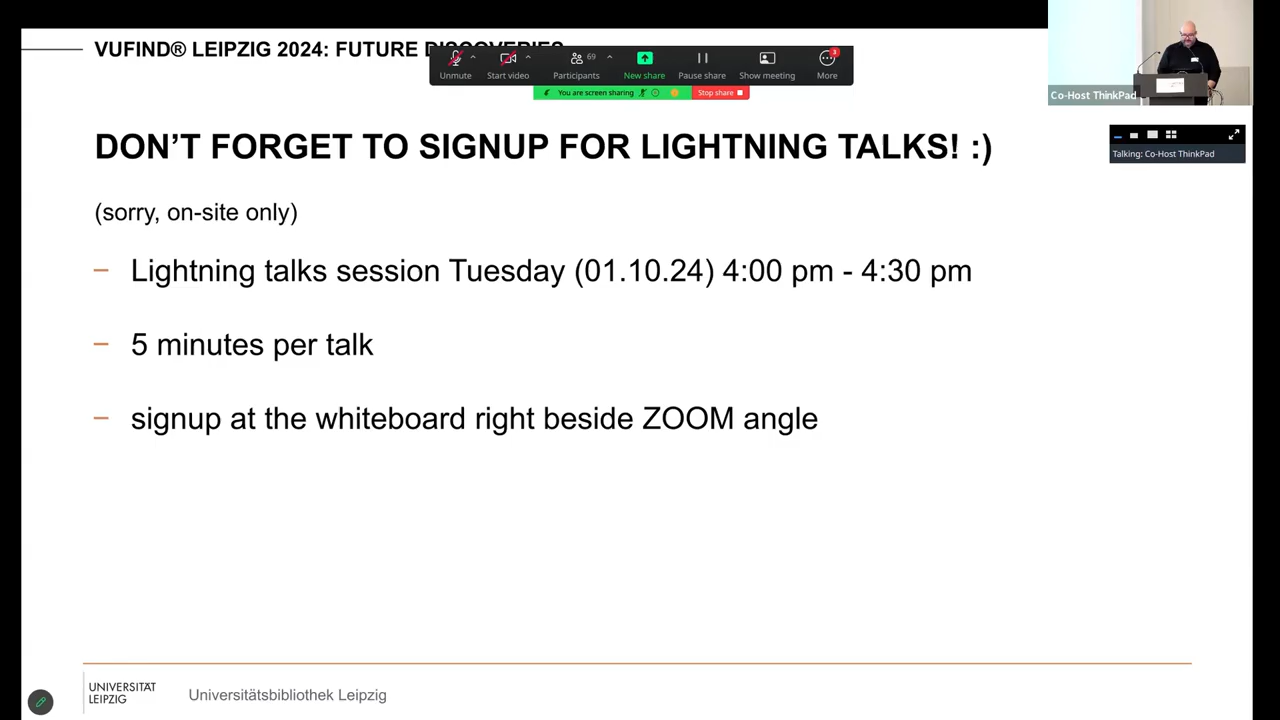 VUFIND® LEIPZIG 2024: FUTURE DISCOVERIES
Unmute
Start video
69
Participants
New share
Pause share
Show meeting
3
More
You are screen sharing
Stop share
Co-Host ThinkPad
Talking: Co-Host ThinkPad
DON’T FORGET TO SIGNUP FOR LIGHTNING TALKS! :)
(sorry, on-site only)
– Lightning talks session Tuesday (01.10.24) 4:00 pm - 4:30 pm
– 5 minutes per talk
– signup at the whiteboard right beside ZOOM angle
UNIVERSITÄT
LEIPZIG
Universitätsbibliothek Leipzig